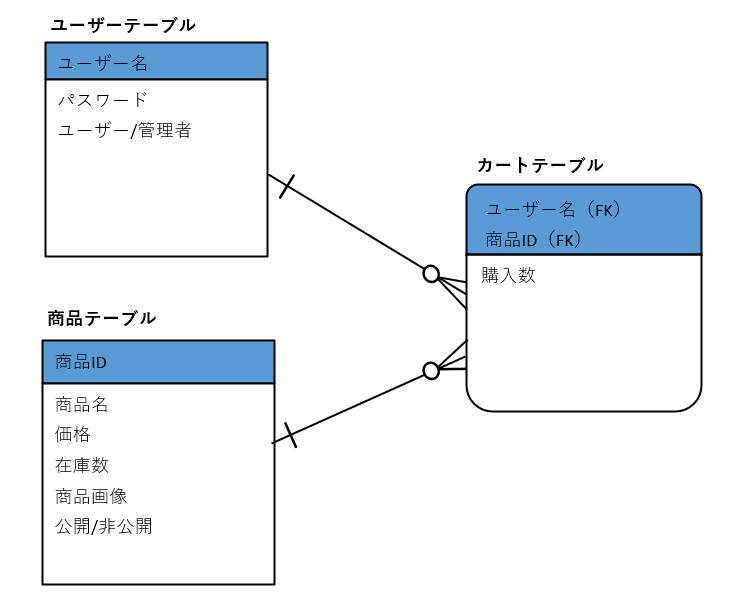 ユーザーテーブル
ユーザー名
パスワード
ユーザー/管理者
カートテーブル
ユーザー名（FK）
商品ID（FK）
購入数
商品テーブル
商品ID
商品名
価格
在庫数
商品画像
公開/非公開